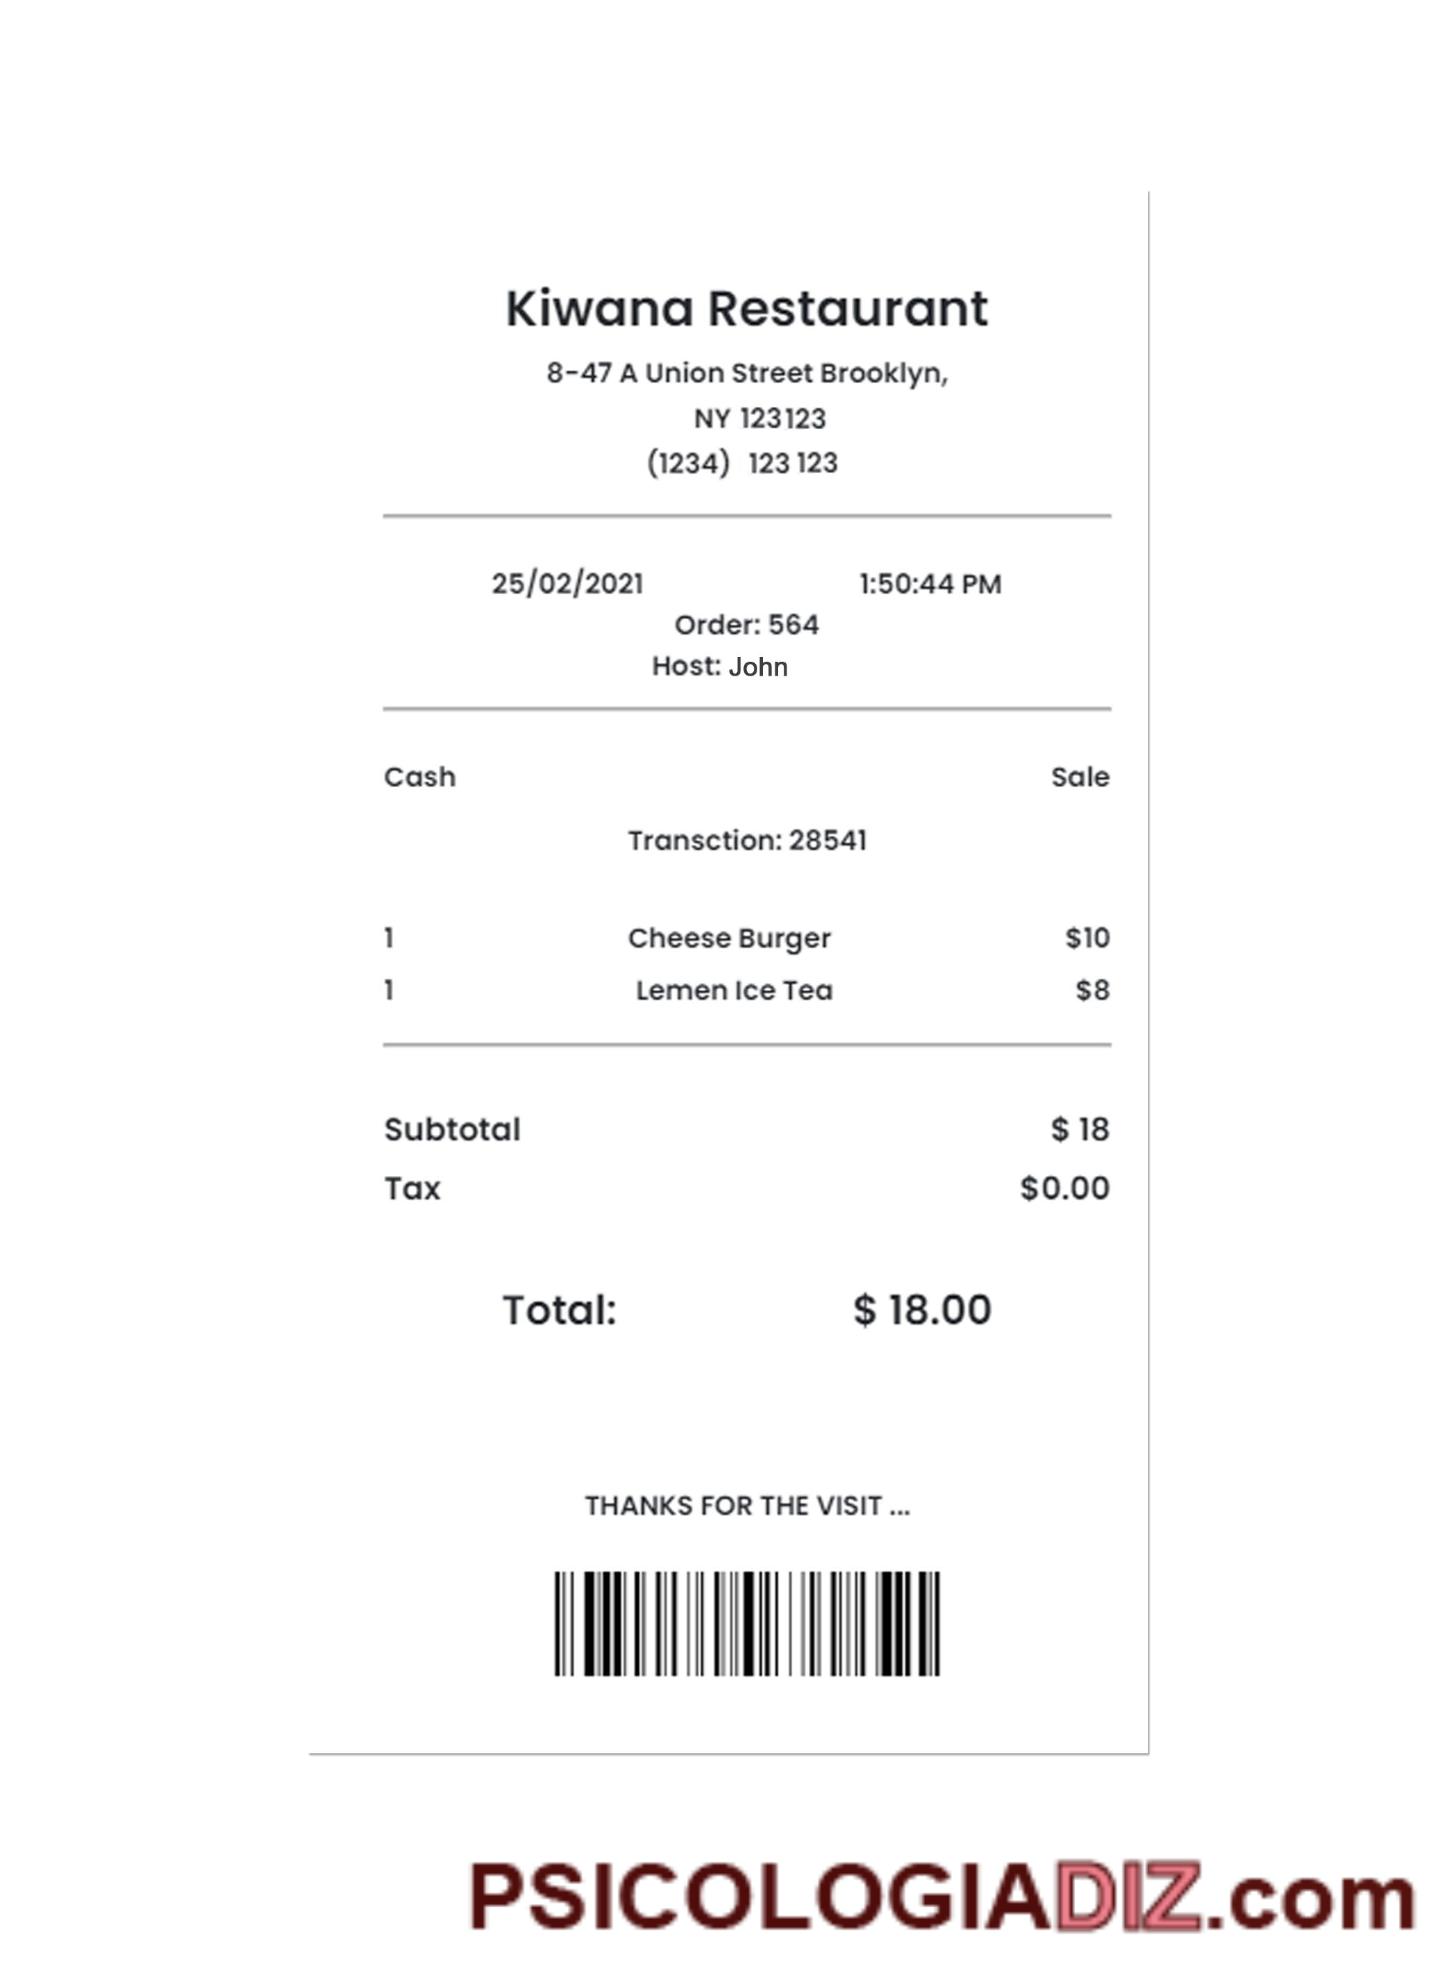 Kiwana Restaurant
8-47 A Union Street Brooklyn,
NY 123123
(1234) 123 123
25/02/2021 1:50:44 PM
Order: 564
Host: John
Cash Sale
Transction: 28541
1 Cheese Burger $10
1 Lemen Ice Tea $8
Subtotal $ 18
Tax $0.00
Total: $ 18.00
THANKS FOR THE VISIT ...
PSICOLOGIADIZ.com